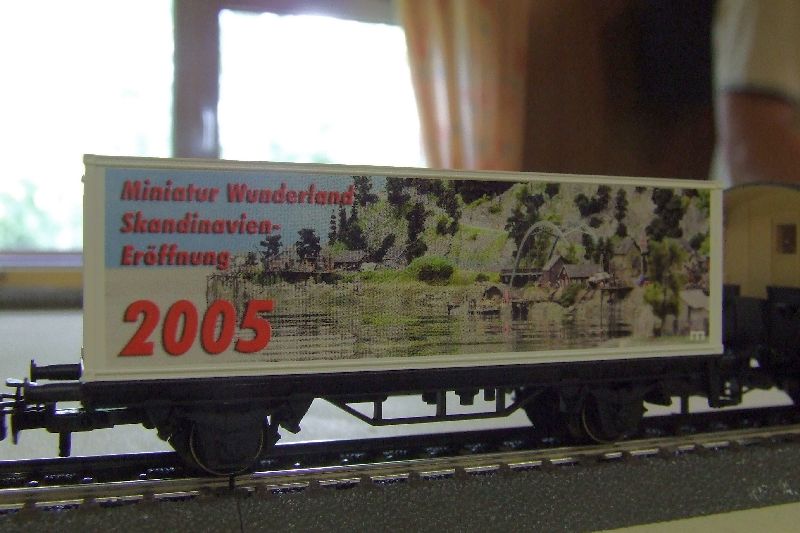 Miniatur Wunderland
Skandinavien-
Eröffnung
2005
m